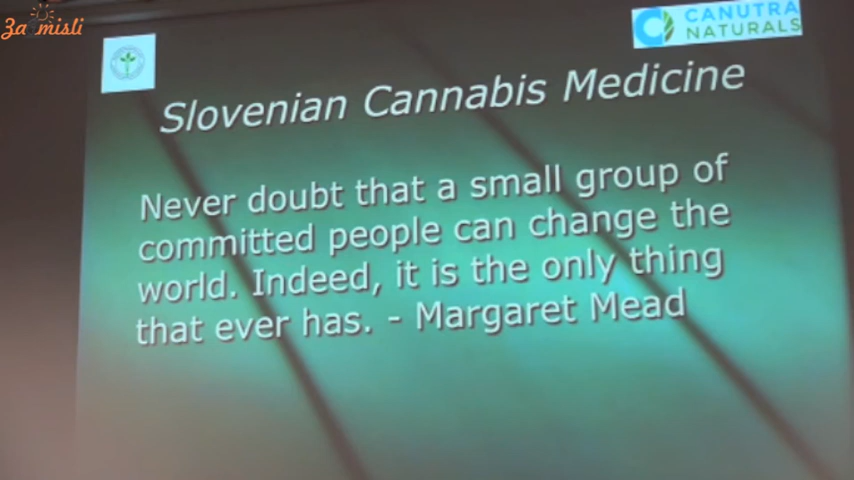 Za misli
CANUTRA
NATURALS
Slovenian Cannabis Medicine
Never doubt that a small group of
committed people can change the
world. Indeed, it is the only thing
that ever has. - Margaret Mead